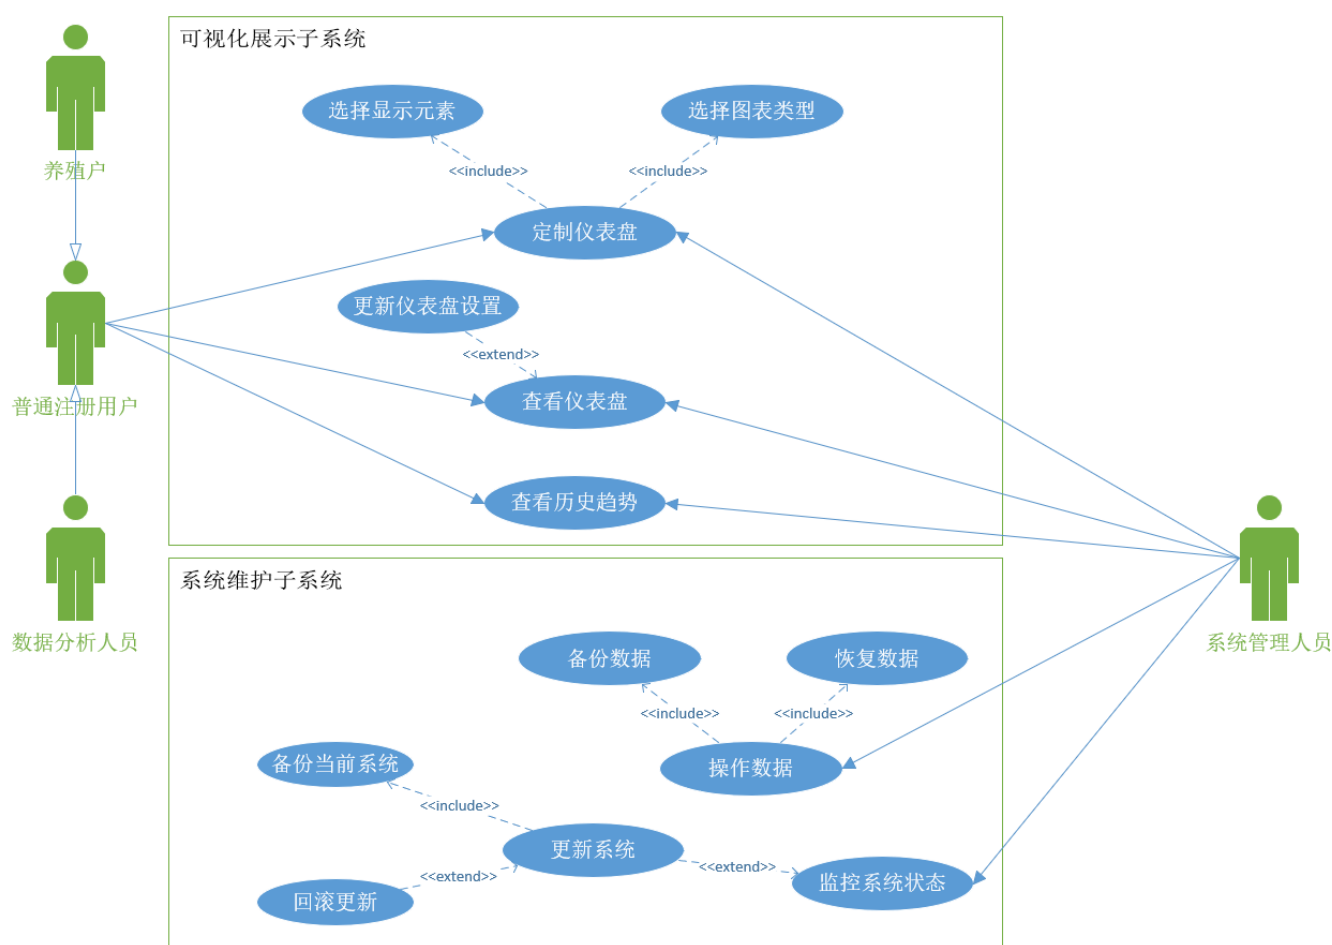 可视化展示子系统
选择显示元素
选择图表类型
养殖户
<<include>>
<<include>>
定制仪表盘
更新仪表盘设置
<<extend>>
查看仪表盘
普通注册用户
查看历史趋势
系统维护子系统
数据分析人员
系统管理人员
备份数据
恢复数据
<<include>>
<<include>>
备份当前系统
操作数据
<<include>>
更新系统
<<extend>>
<<extend>>
监控系统状态
回滚更新